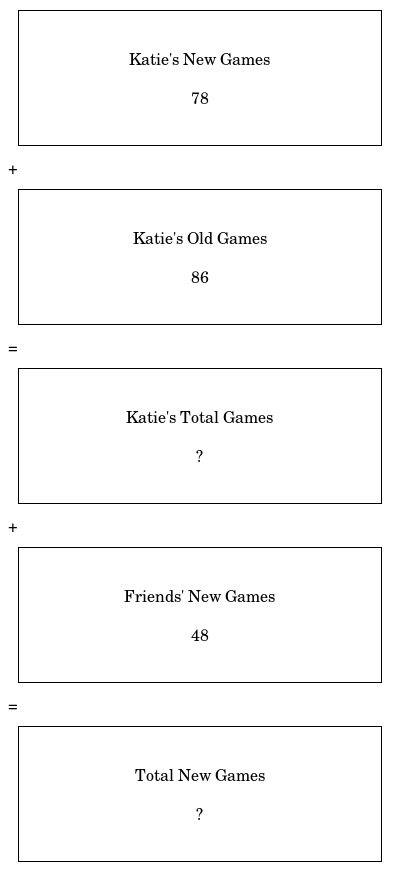 Katie's New Games
78
+
Katie's Old Games
86
=
Katie's Total Games
?
+
Friends' New Games
48
=
Total New Games
?